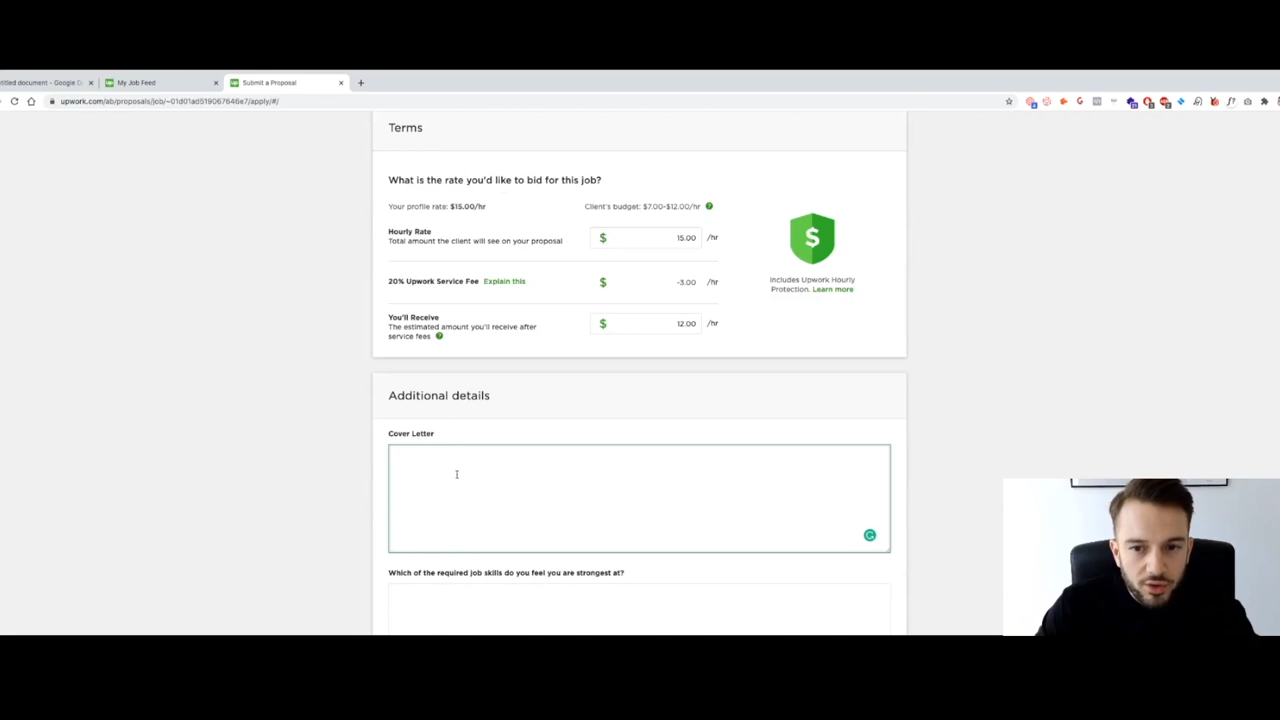 ntitled document - Google D
My Job Feed
Submit a Proposal
upwork.com/ab/proposals/job/~01d01ad519067646e7/apply/#/
Terms
What is the rate you'd like to bid for this job?
Your profile rate: $15.00/hr
Client's budget: $7.00-$12.00/hr
Hourly Rate
Total amount the client will see on your proposal
$ 15.00 /hr
20% Upwork Service Fee Explain this
$ -3.00 /hr
You'll Receive
The estimated amount you'll receive after
service fees
$ 12.00 /hr
$
Includes Upwork Hourly
Protection. Learn more
Additional details
Cover Letter
Which of the required job skills do you feel you are strongest at?